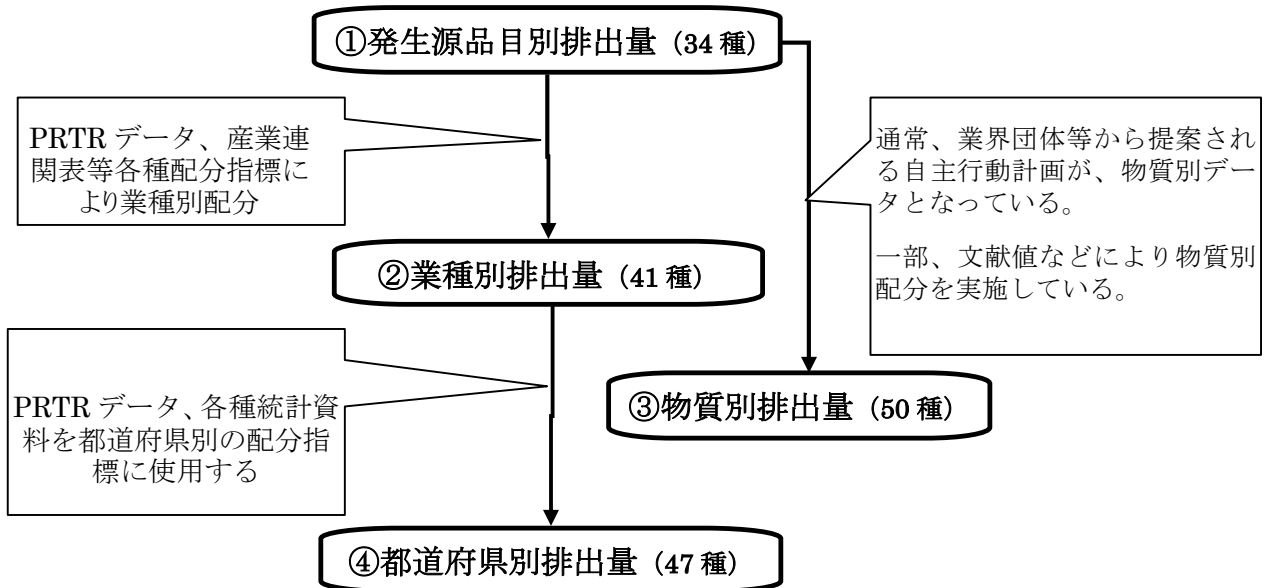 ①発生源品目別排出量（34 種）
PRTR データ、産業連
関表等各種配分指標に
より業種別配分
通常、業界団体等から提案され
る自主行動計画が、物質別デー
タとなっている。
一部、文献値などにより物質別
配分を実施している。
②業種別排出量（41 種）
PRTR データ、各種統計資
料を都道府県別の配分指
標に使用する
③物質別排出量（50 種）
④都道府県別排出量（47 種）